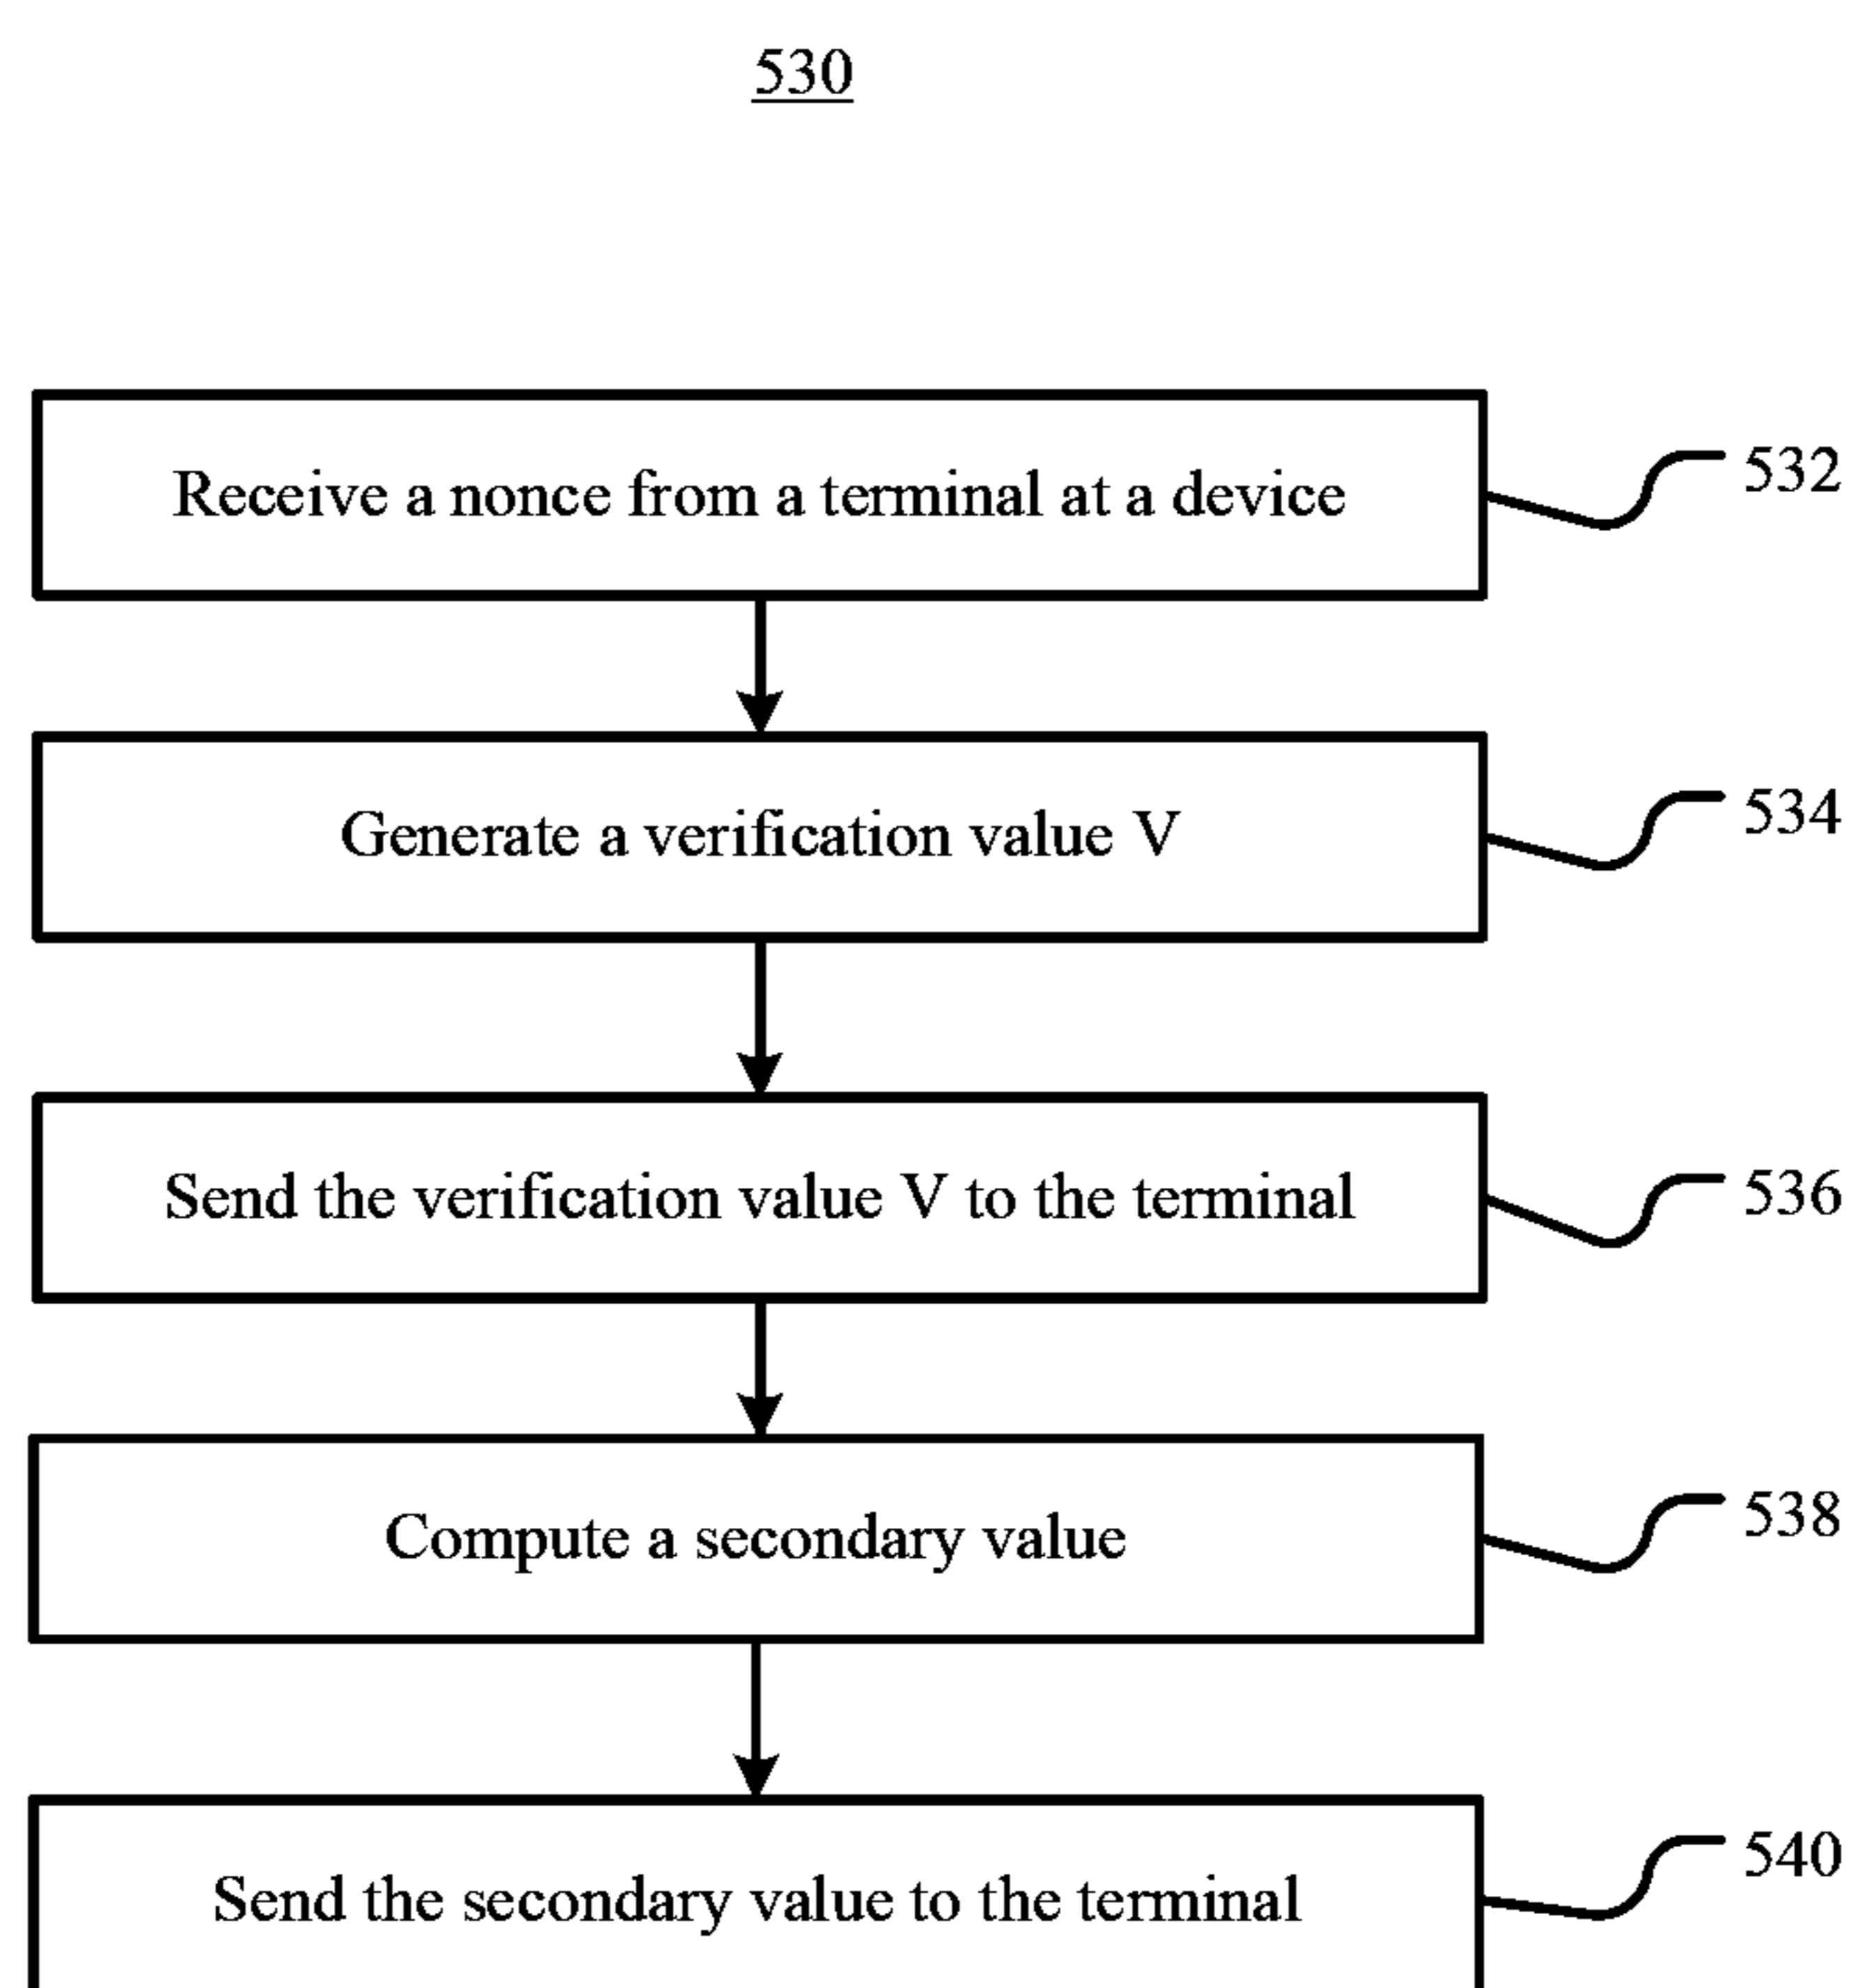 530
Receive a nonce from a terminal at a device
532
Generate a verification value V
534
Send the verification value V to the terminal
536
Compute a secondary value
538
Send the secondary value to the terminal
540